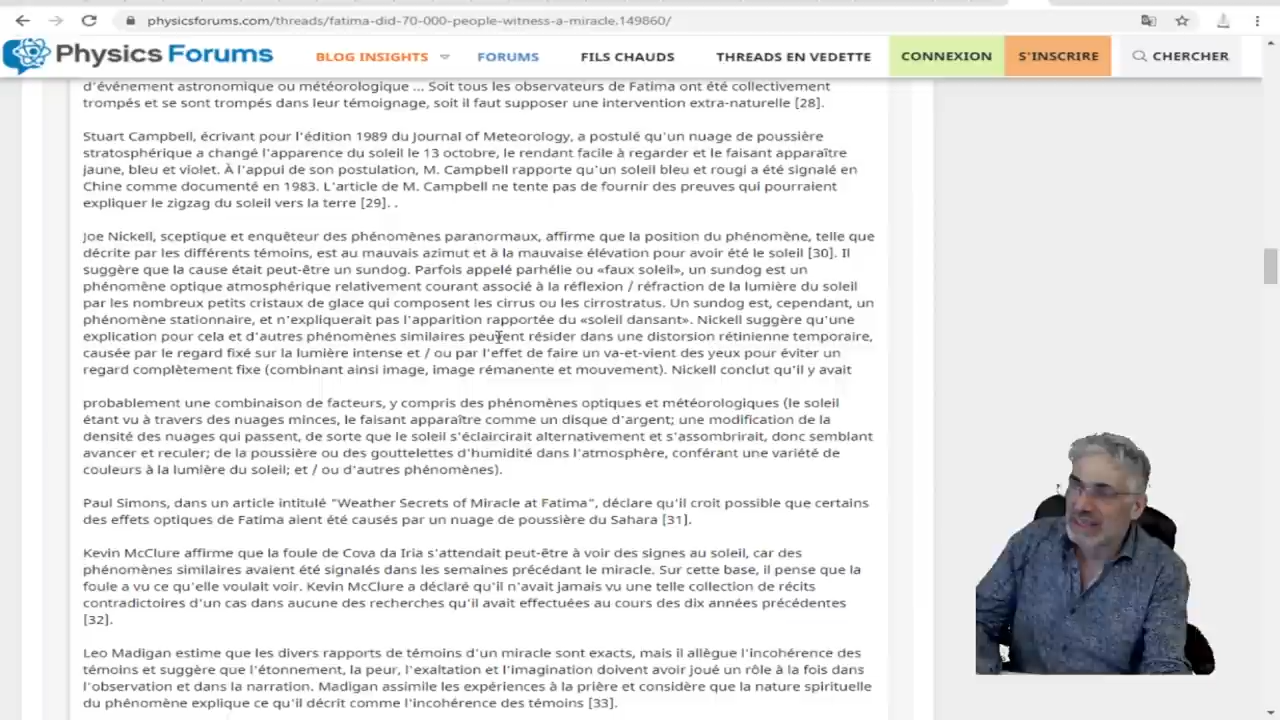 physicsforums.com/threads/fatima-did-70-000-people-witness-a-miracle.149860/
Physics Forums
BLOG INSIGHTS
FORUMS
FILS CHAUDS
THREADS EN VEDETTE
CONNEXION
S'INSCRIRE
CHERCHER
d'événement astronomique ou météorologique ... Soit tous les observateurs de Fatima ont été collectivement
trompés et se sont trompés dans leur témoignage, soit il faut supposer une intervention extra-naturelle [28].
Stuart Campbell, écrivant pour l'édition 1989 du Journal of Meteorology, a postulé qu'un nuage de poussière
stratosphérique a changé l'apparence du soleil le 13 octobre, le rendant facile à regarder et le faisant apparaître
jaune, bleu et violet. À l'appui de son postulation, M. Campbell rapporte qu'un soleil bleu et rougi a été signalé en
Chine comme documenté en 1983. L'article de M. Campbell ne tente pas de fournir des preuves qui pourraient
expliquer le zigzag du soleil vers la terre [29]. .
Joe Nickell, sceptique et enquêteur des phénomènes paranormaux, affirme que la position du phénomène, telle que
décrite par les différents témoins, est au mauvais azimut et à la mauvaise élévation pour avoir été le soleil [30]. Il
suggère que la cause était peut-être un sundog. Parfois appelé parhélie ou «faux soleil», un sundog est un
phénomène optique atmosphérique relativement courant associé à la réflexion / réfraction de la lumière du soleil
par les nombreux petits cristaux de glace qui composent les cirrus ou les cirrostratus. Un sundog est, cependant, un
phénomène stationnaire, et n'expliquerait pas l'apparition rapportée du «soleil dansant». Nickell suggère qu'une
explication pour cela et d'autres phénomènes similaires peuvent résider dans une distorsion rétinienne temporaire,
causée par le regard fixé sur la lumière intense et / ou par l'effet de faire un va-et-vient des yeux pour éviter un
regard complètement fixe (combinant ainsi image, image rémanente et mouvement). Nickell conclut qu'il y avait
probablement une combinaison de facteurs, y compris des phénomènes optiques et météorologiques (le soleil
étant vu à travers des nuages minces, le faisant apparaître comme un disque d'argent; une modification de la
densité des nuages qui passent, de sorte que le soleil s'éclaircirait alternativement et s'assombrirait, donc semblant
avancer et reculer; de la poussière ou des gouttelettes d'humidité dans l'atmosphère, conférant une variété de
couleurs à la lumière du soleil; et / ou d'autres phénomènes).
Paul Simons, dans un article intitulé "Weather Secrets of Miracle at Fatima", déclare qu'il croit possible que certains
des effets optiques de Fatima aient été causés par un nuage de poussière du Sahara [31].
Kevin McClure affirme que la foule de Cova da Iria s'attendait peut-être à voir des signes au soleil, car des
phénomènes similaires avaient été signalés dans les semaines précédant le miracle. Sur cette base, il pense que la
foule a vu ce qu'elle voulait voir. Kevin McClure a déclaré qu'il n'avait jamais vu une telle collection de récits
contradictoires d'un cas dans aucune des recherches qu'il avait effectuées au cours des dix années précédentes
[32].
Leo Madigan estime que les divers rapports de témoins d'un miracle sont exacts, mais il allègue l'incohérence des
témoins et suggère que l'étonnement, la peur, l'exaltation et l'imagination doivent avoir joué un rôle à la fois dans
l'observation et dans la narration. Madigan assimile les expériences à la prière et considère que la nature spirituelle
du phénomène explique ce qu'il décrit comme l'incohérence des témoins [33].